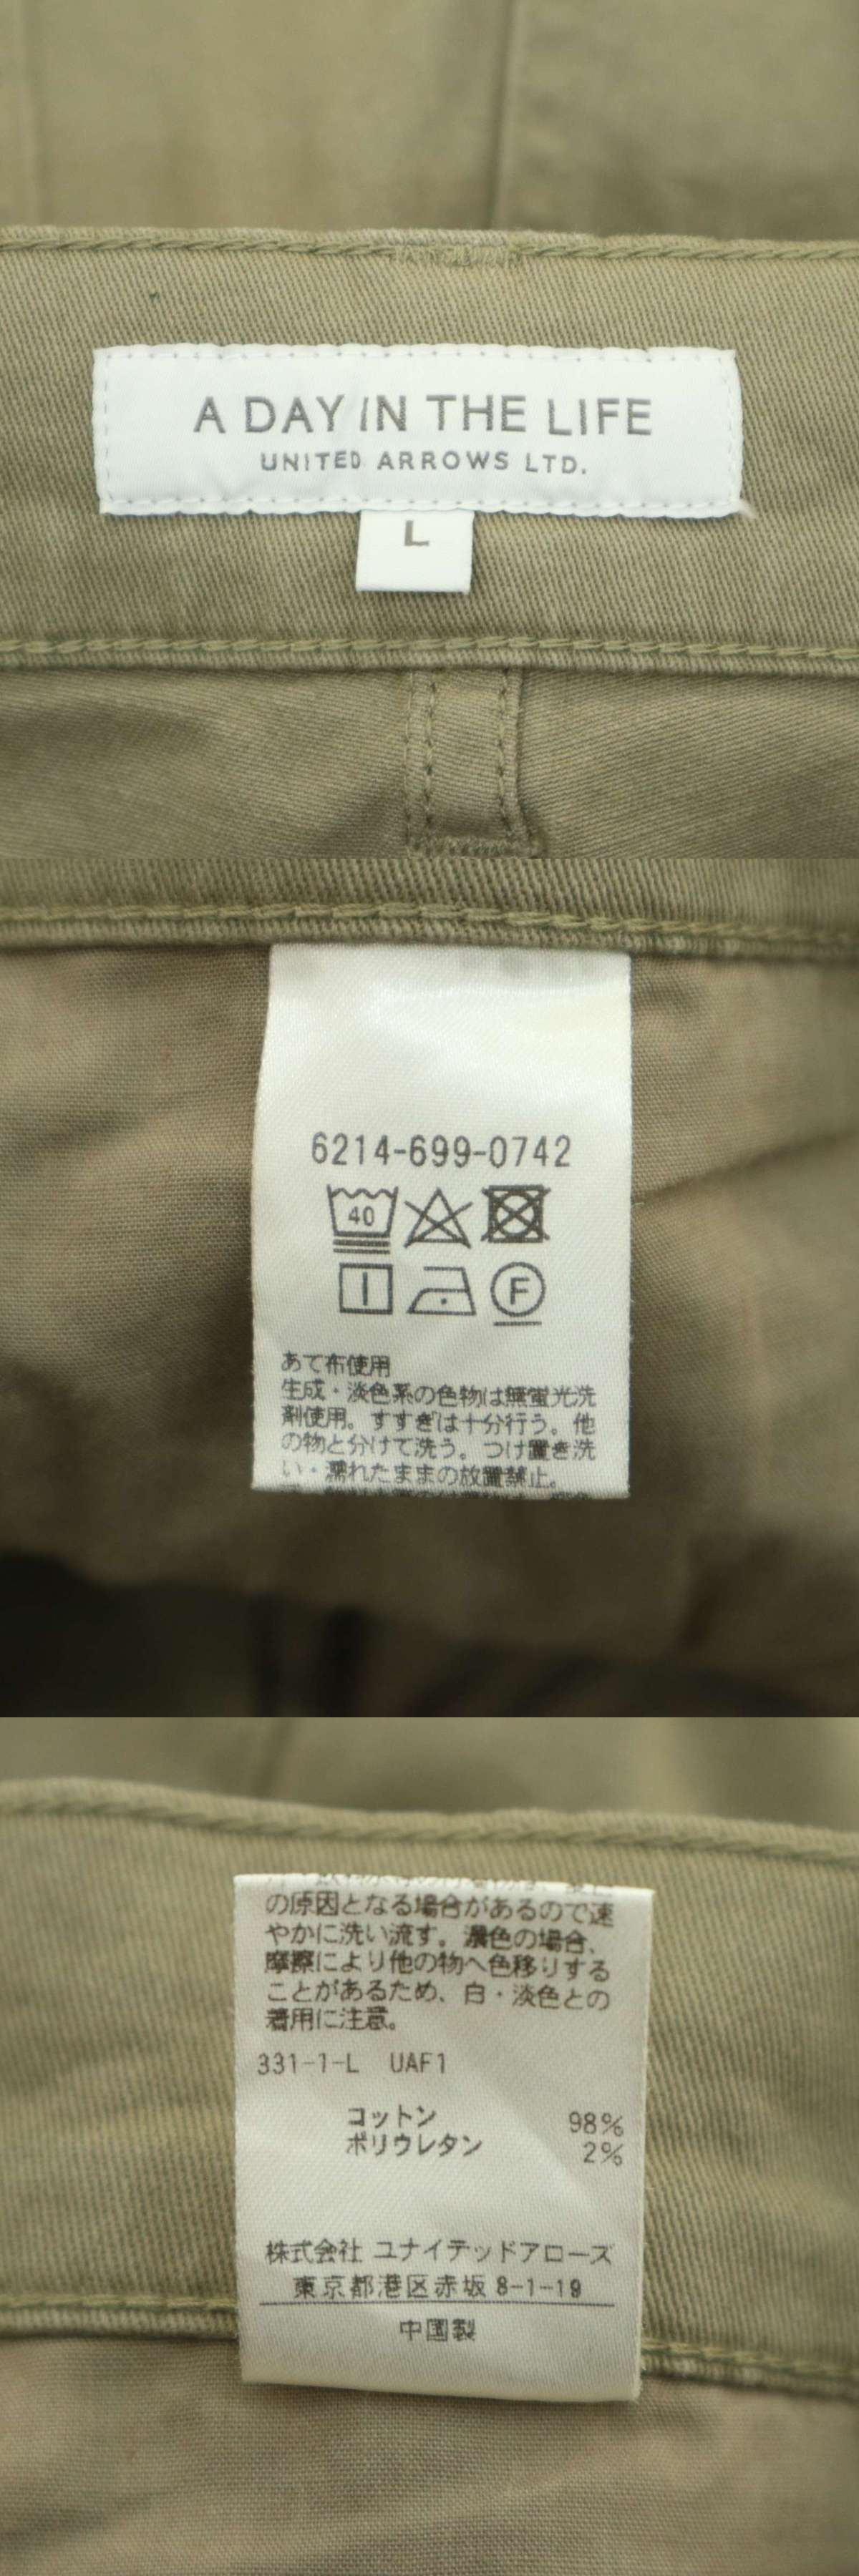 A DAY IN THE LIFE
UNITED ARROWS LTD.
L
6214-699-0742
40
F
あて布使用
生成・淡色系の色物は無蛍光洗
剤使用。すすぎは十分行う。他
の物と分けて洗う。つけ置き洗
い・濡れたままの放置禁止。
の原因となる場合があるので速
やかに洗い流す。濃色の場合、
摩擦により他の物へ色移りする
ことがあるため、白・淡色との
着用に注意。
331-1-L UAF1
コットン 98%
ポリウレタン 2%
株式会社 ユナイテッドアローズ
東京都港区赤坂 8-1-19
中国製